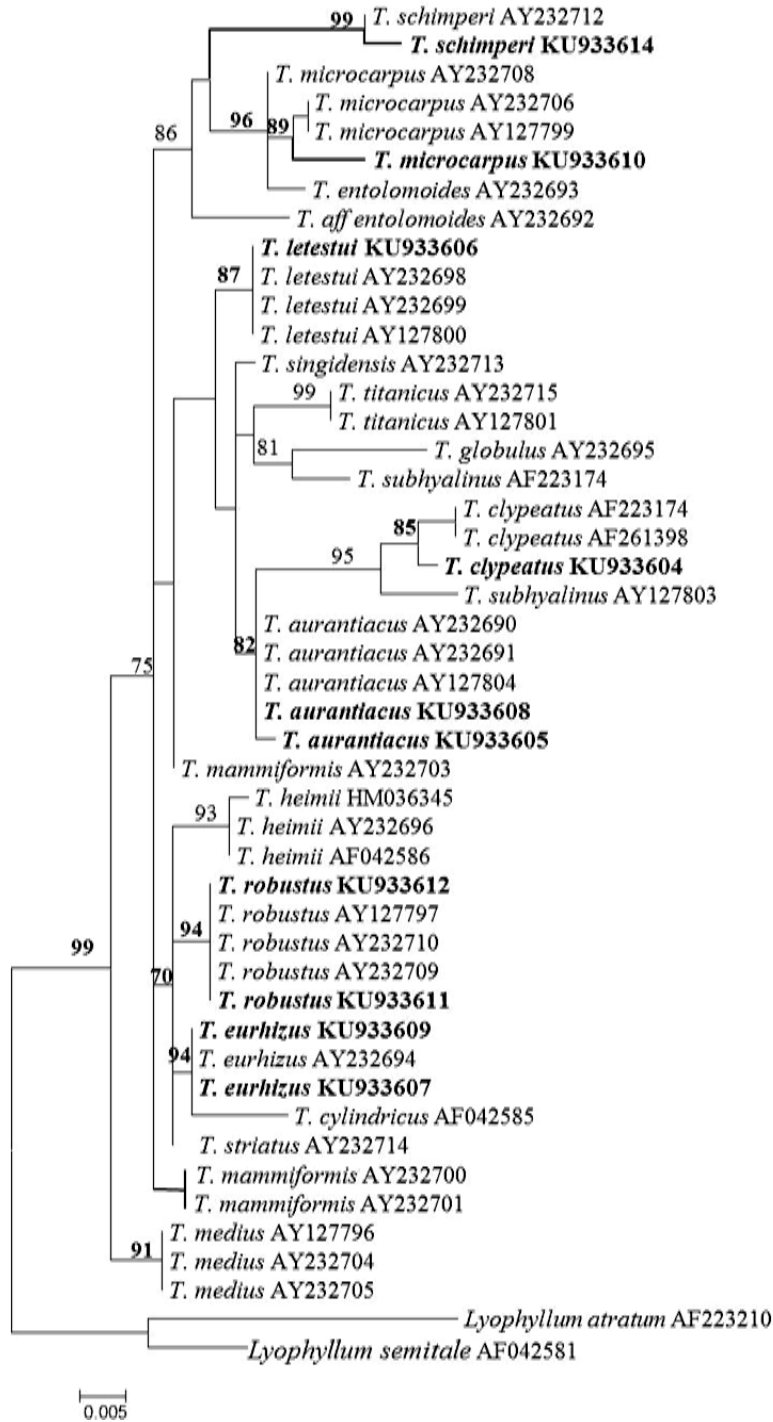 99
T. schimperi AY232712
T. schimperi KU933614
T. microcarpus AY232708
T. microcarpus AY232706
86
96
89
T. microcarpus AY127799
T. microcarpus KU933610
T. entolomoides AY232693
T. aff entolomoides AY232692
T. letestui KU933606
87
T. letestui AY232698
T. letestui AY232699
T. letestui AY127800
T. singidensis AY232713
99
T. titanicus AY232715
T. titanicus AY127801
81
T. globulus AY232695
T. subhyalinus AF223174
T. clypeatus AF223174
85
T. clypeatus AF261398
95
T. clypeatus KU933604
T. subhyalinus AY127803
T. aurantiacus AY232690
82
T. aurantiacus AY232691
75
T. aurantiacus AY127804
T. aurantiacus KU933608
T. aurantiacus KU933605
T. mammiformis AY232703
T. heimii HM036345
93
T. heimii AY232696
T. heimii AF042586
T. robustus KU933612
T. robustus AY127797
94
T. robustus AY232710
99
70
T. robustus AY232709
T. robustus KU933611
T. eurhizus KU933609
94
T. eurhizus AY232694
T. eurhizus KU933607
T. cylindricus AF042585
T. striatus AY232714
T. mammiformis AY232700
T. mammiformis AY232701
T. medius AY127796
91
T. medius AY232704
T. medius AY232705
Lyophyllum atratum AF223210
Lyophyllum semitale AF042581
0.005